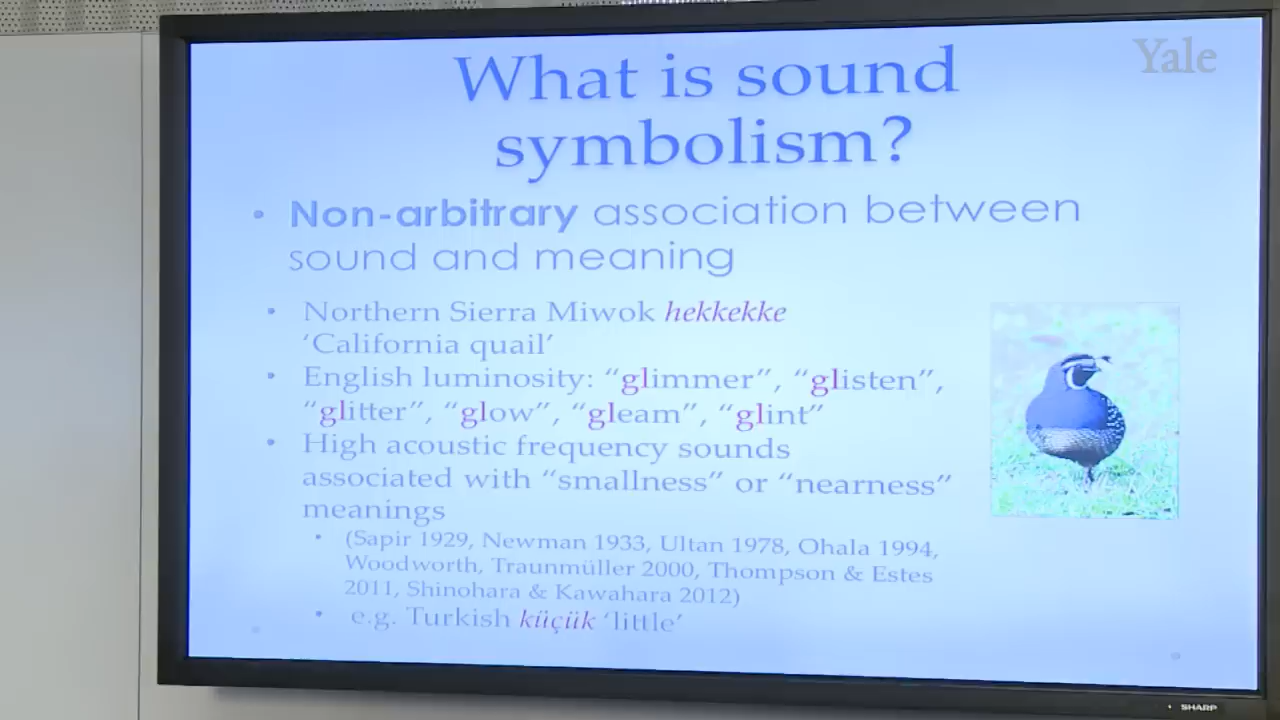 Yale
What is sound
symbolism?
• Non-arbitrary association between
sound and meaning
• Northern Sierra Miwok hekkekke
‘California quail’
• English luminosity: “glimmer”, “glisten”,
“glitter”, “glow”, “gleam”, “glint”
• High acoustic frequency sounds
associated with “smallness” or “nearness”
meanings
• (Sapir 1929, Newman 1933, Ultan 1978, Ohala 1994,
Woodworth, Traunmüller 2000, Thompson & Estes
2011, Shinohara & Kawahara 2012)
• e.g. Turkish küçük ‘little’
SHARP